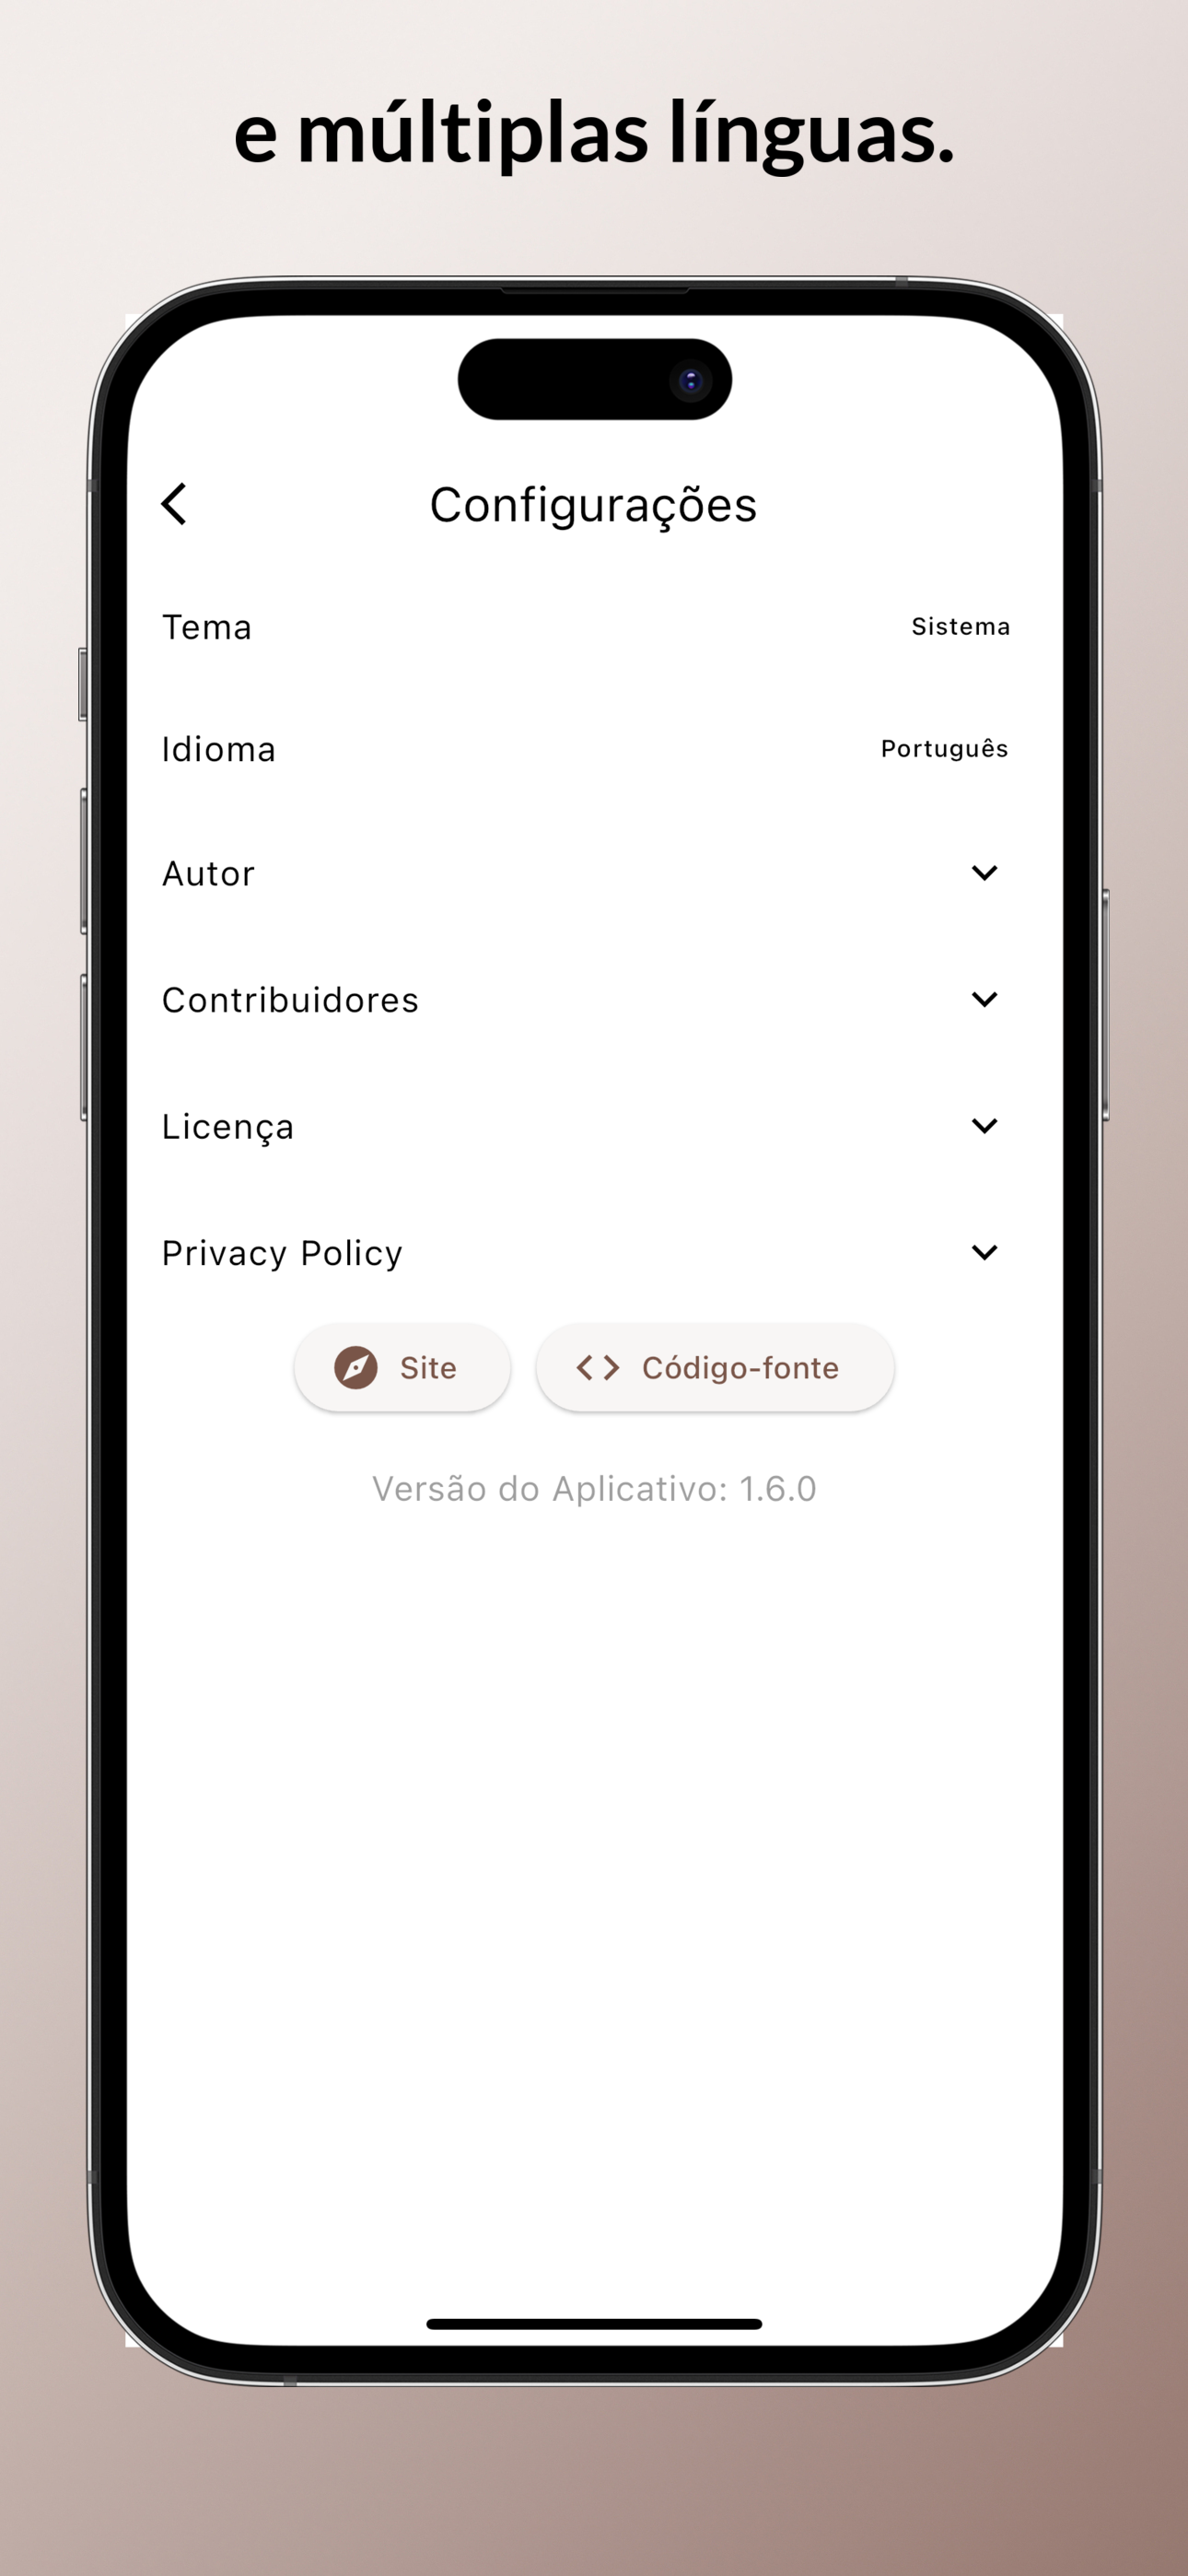 e múltiplas línguas.
Configurações
Tema Sistema
Idioma Português
Autor
Contribuidores
Licença
Privacy Policy
Site Código-fonte
Versão do Aplicativo: 1.6.0